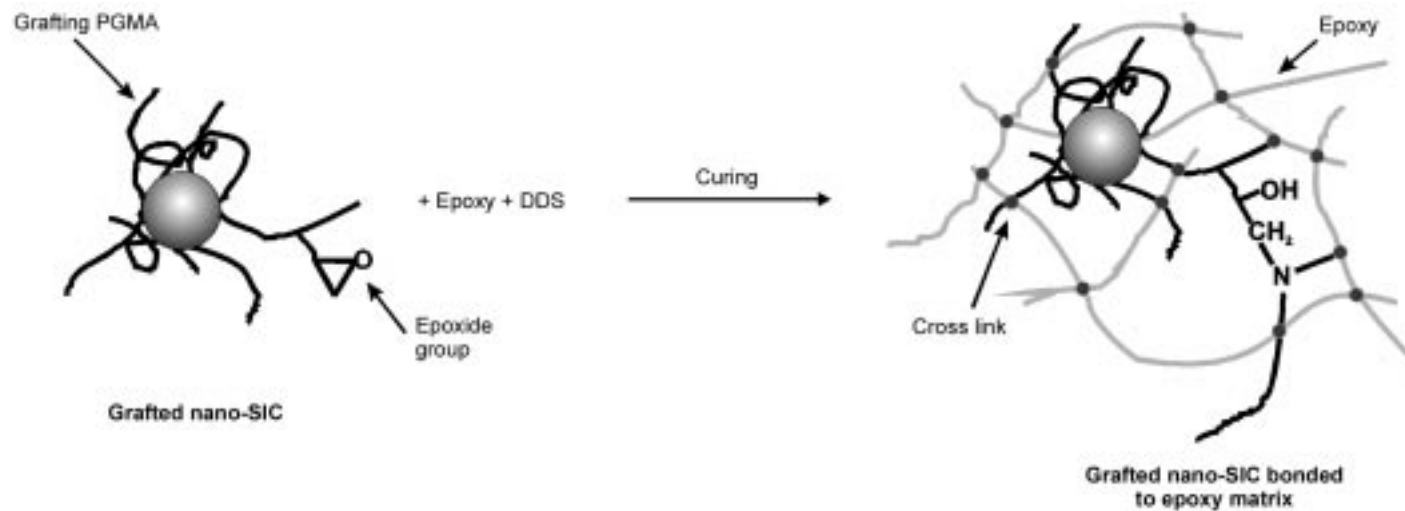 Grafting PGMA
O
Epoxide
group
Grafted nano-SIC
+ Epoxy + DDS
Curing
Epoxy
OH
CH₂
N
Cross link
Grafted nano-SIC bonded
to epoxy matrix